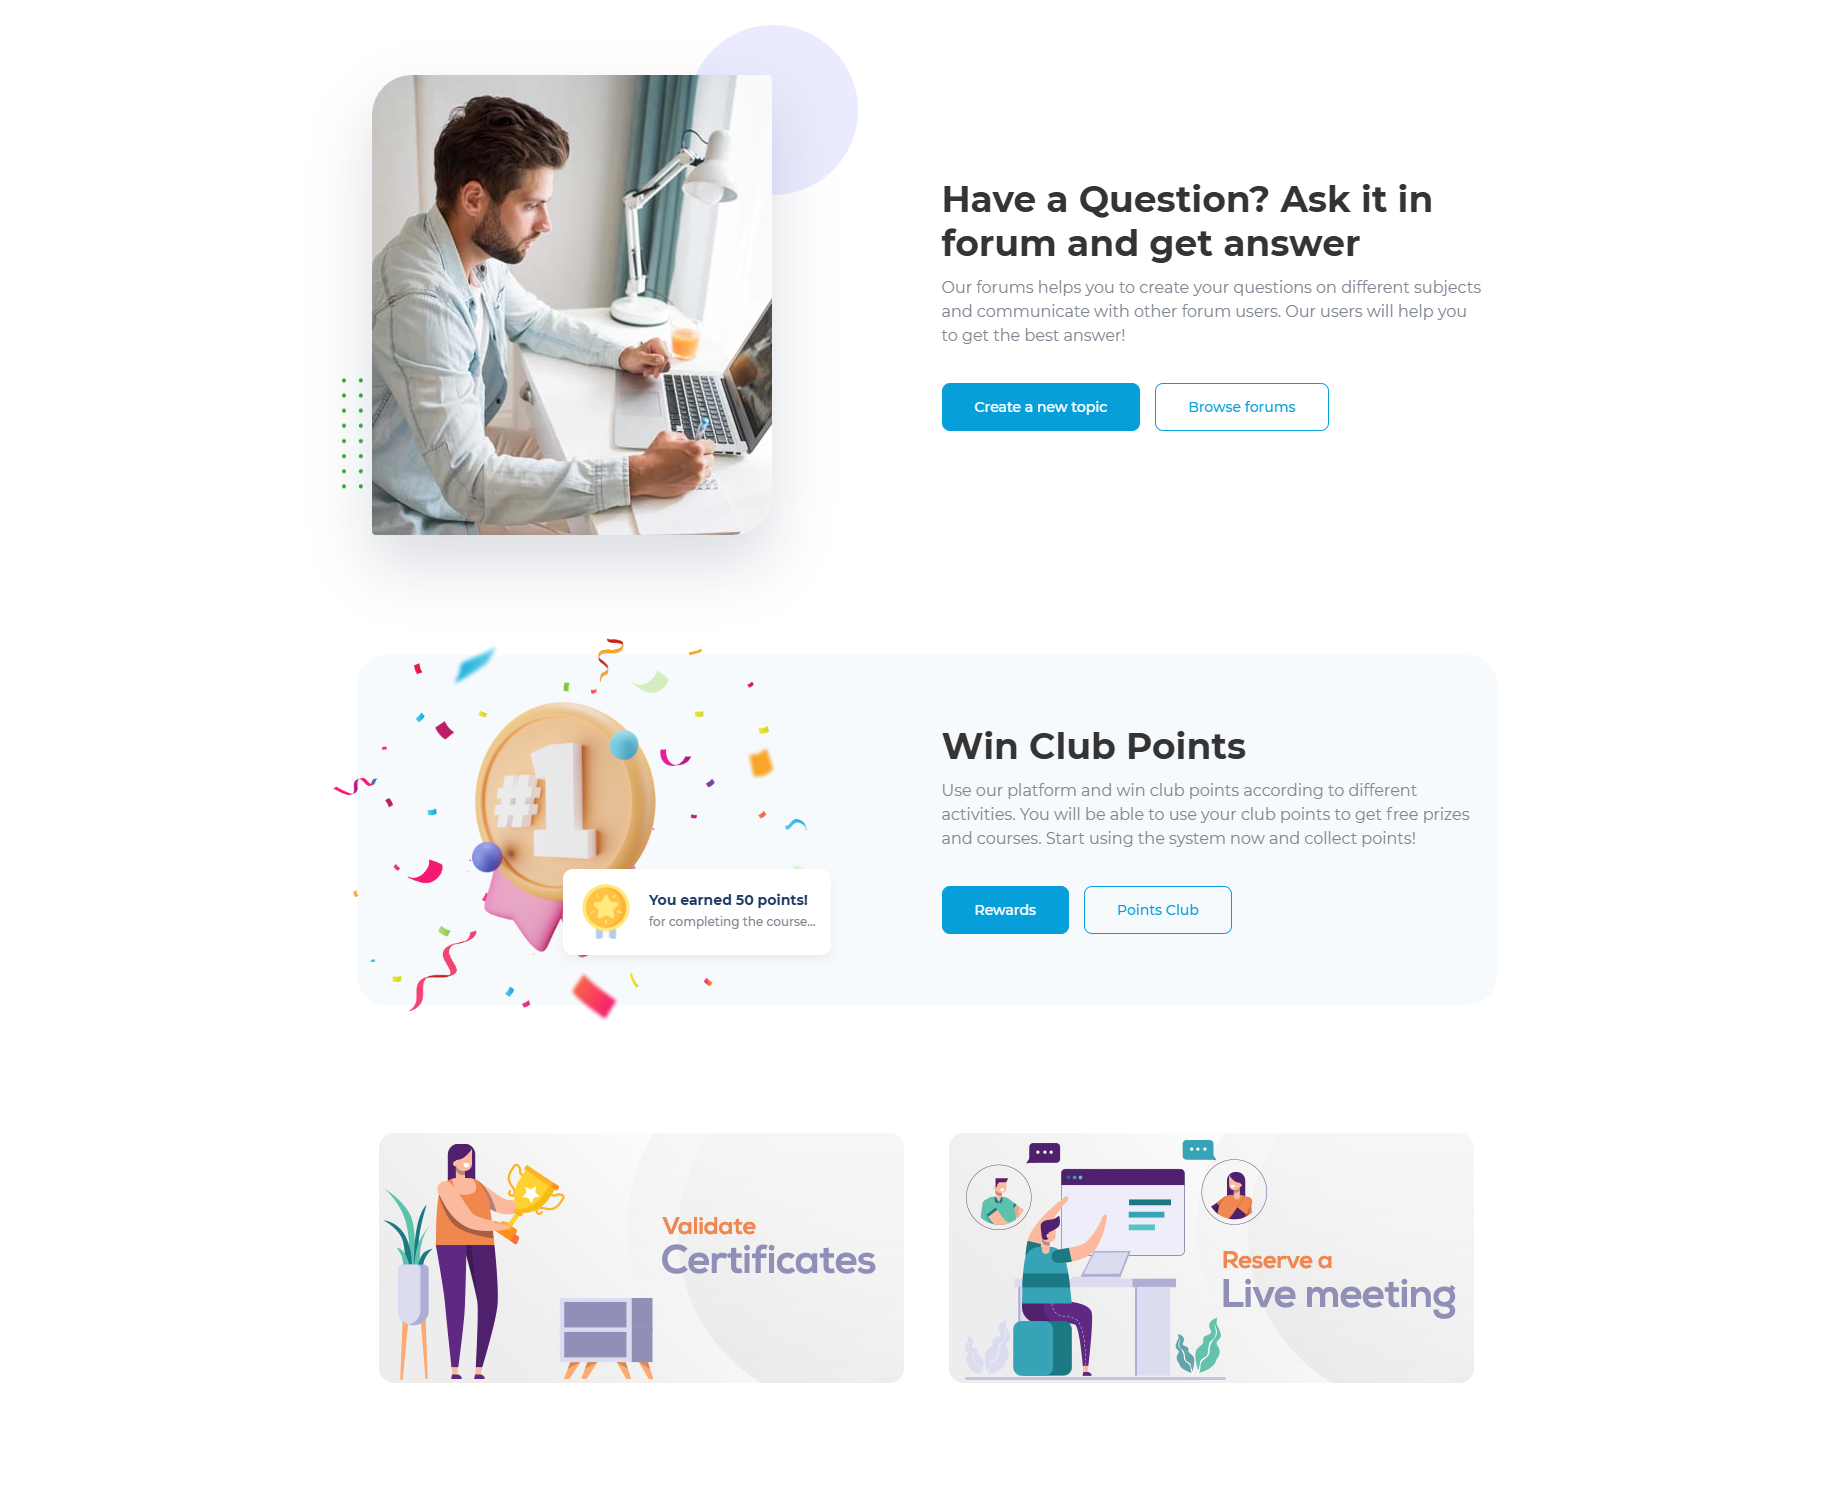 Have a Question? Ask it in
forum and get answer
Our forums helps you to create your questions on different subjects
and communicate with other forum users. Our users will help you
to get the best answer!
Create a new topic
Browse forums
#1
Win Club Points
Use our platform and win club points according to different
activities. You will be able to use your club points to get free prizes
and courses. Start using the system now and collect points!
You earned 50 points!
for completing the course...
Rewards
Points Club
Validate
Certificates
Reserve a
Live meeting